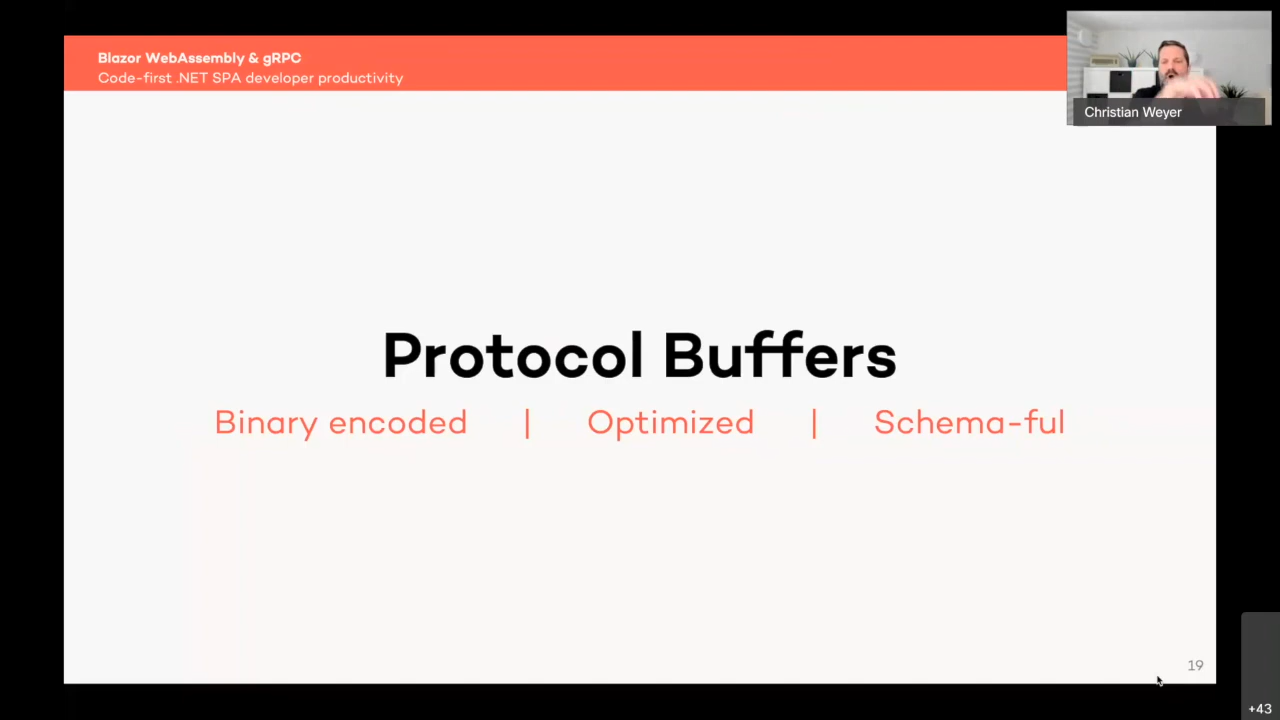 Blazor WebAssembly & gRPC
Code-first .NET SPA developer productivity
Christian Weyer
Protocol Buffers
Binary encoded | Optimized | Schema-ful
19
+43